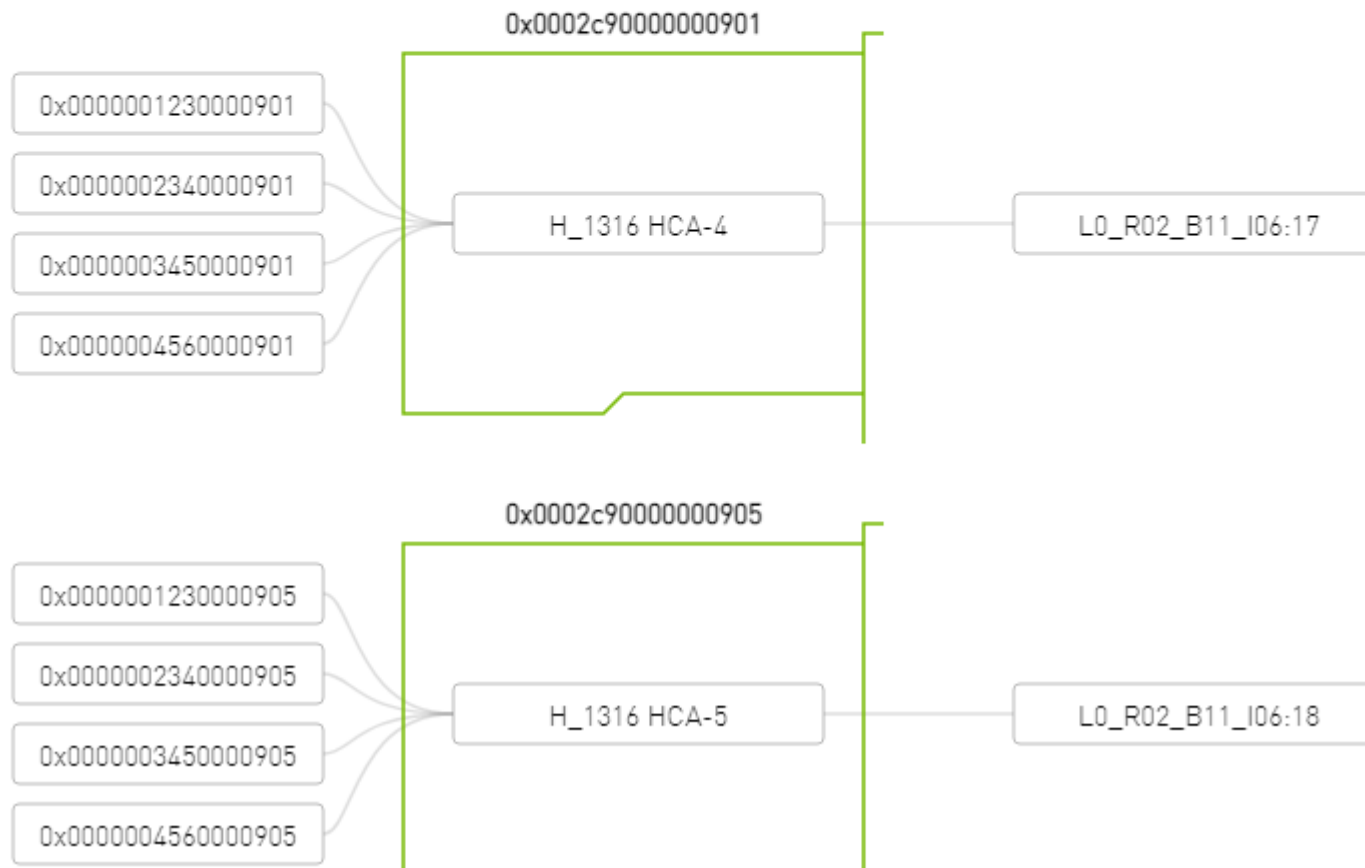 0x0002c90000000901
0x0000001230000901
0x0000002340000901
0x0000003450000901
0x0000004560000901
H_1316 HCA-4
L0_R02_B11_I06:17
0x0002c90000000905
0x0000001230000905
0x0000002340000905
0x0000003450000905
0x0000004560000905
H_1316 HCA-5
L0_R02_B11_I06:18